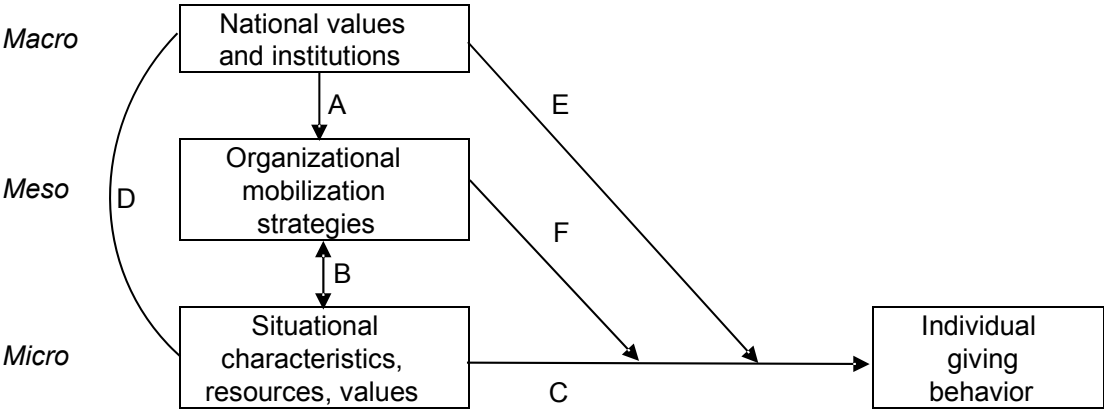 Macro
National values
and institutions
A
E
Meso
Organizational
mobilization
strategies
D
F
B
Micro
Situational
characteristics,
resources, values
C
Individual
giving
behavior